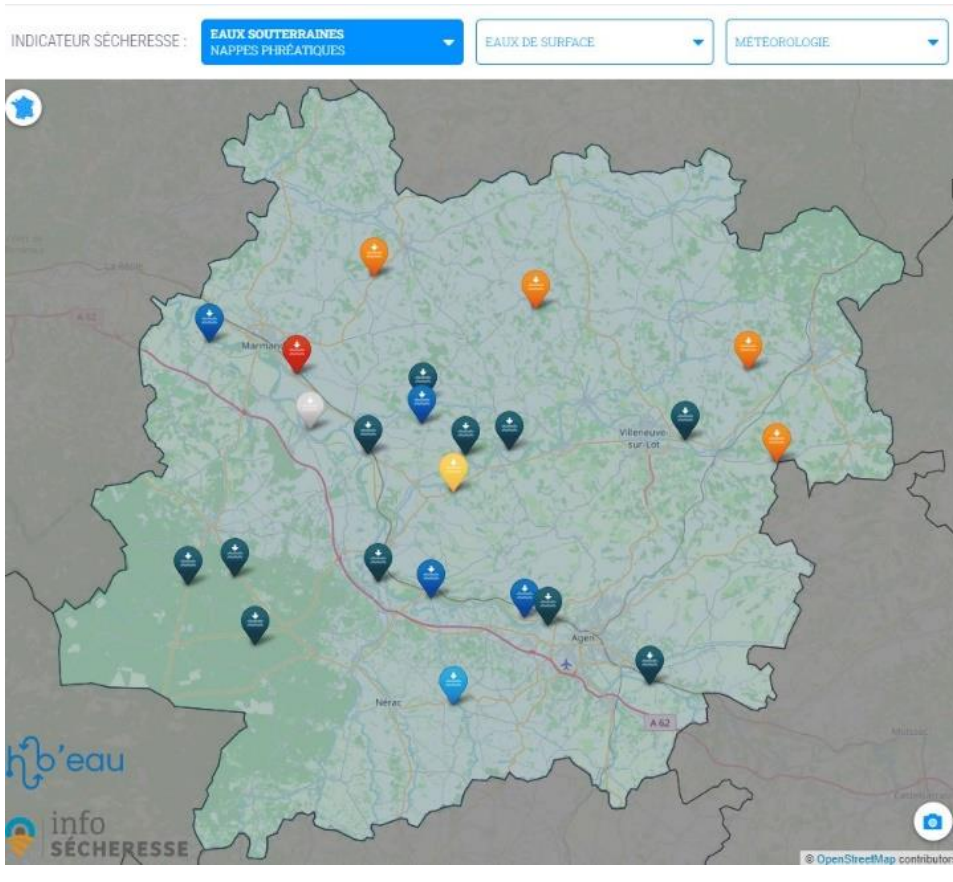 INDICATEUR SÉCHERESSE :
EAUX SOUTERRAINES
NAPPES PHRÉATIQUES
EAUX DE SURFACE
MÉTÉOROLOGIE
A 62
Villeneuve-
sur-Lot
Agen
Nérac
A 62
hub'eau
info
SÉCHERESSE
© OpenStreetMap contributors